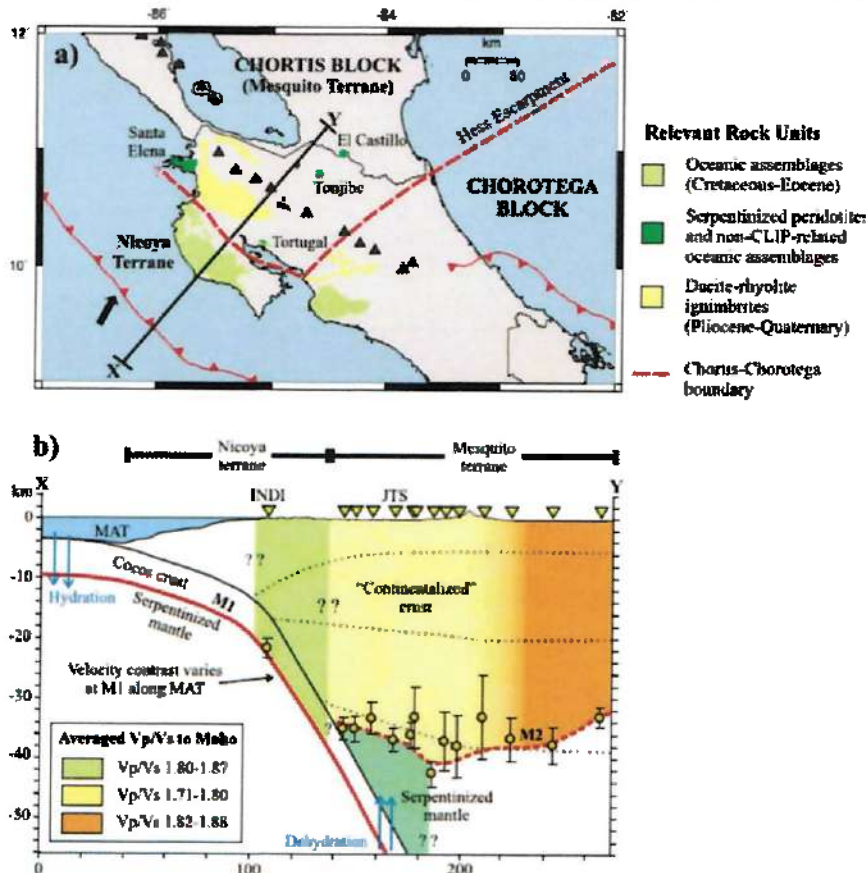 -86°
-84
-82
12°
10°
a)
CHORTIS BLOCK
(Mesquito Terrane)
km
0 80
Y
Santa
Elena
El Castillo
Hess Escarpment
Tonjibe
CHOROTEGA
BLOCK
Nicoya
Terrane
Tortugal
X
Relevant Rock Units
Oceanic assemblages
(Cretaceous-Eocene)
Serpentinized peridotites
and non-CLIP-related
oceanic assemblages
Dacite-rhyolite
ignimbrites
(Pliocene-Quaternary)
Chortis-Chorotega
boundary
b)
Nicoya
terrane
Mesquito
terrane
km
X
INDI
JTS
Y
0
MAT
? ?
Cocos crust
-10
"Continentalized"
crust
M1
Hydration
Serpentinized
mantle
? ?
-20
Velocity contrast varies
at M1 along MAT
-30
?
M2
Averaged Vp/Vs to Moho
-40
Vp/Vs 1.80-1.87
Serpentinized
mantle
Vp/Vs 1.71-1.80
-50
Vp/Vs 1.82-1.88
Dehydration
? ?
0
100
200